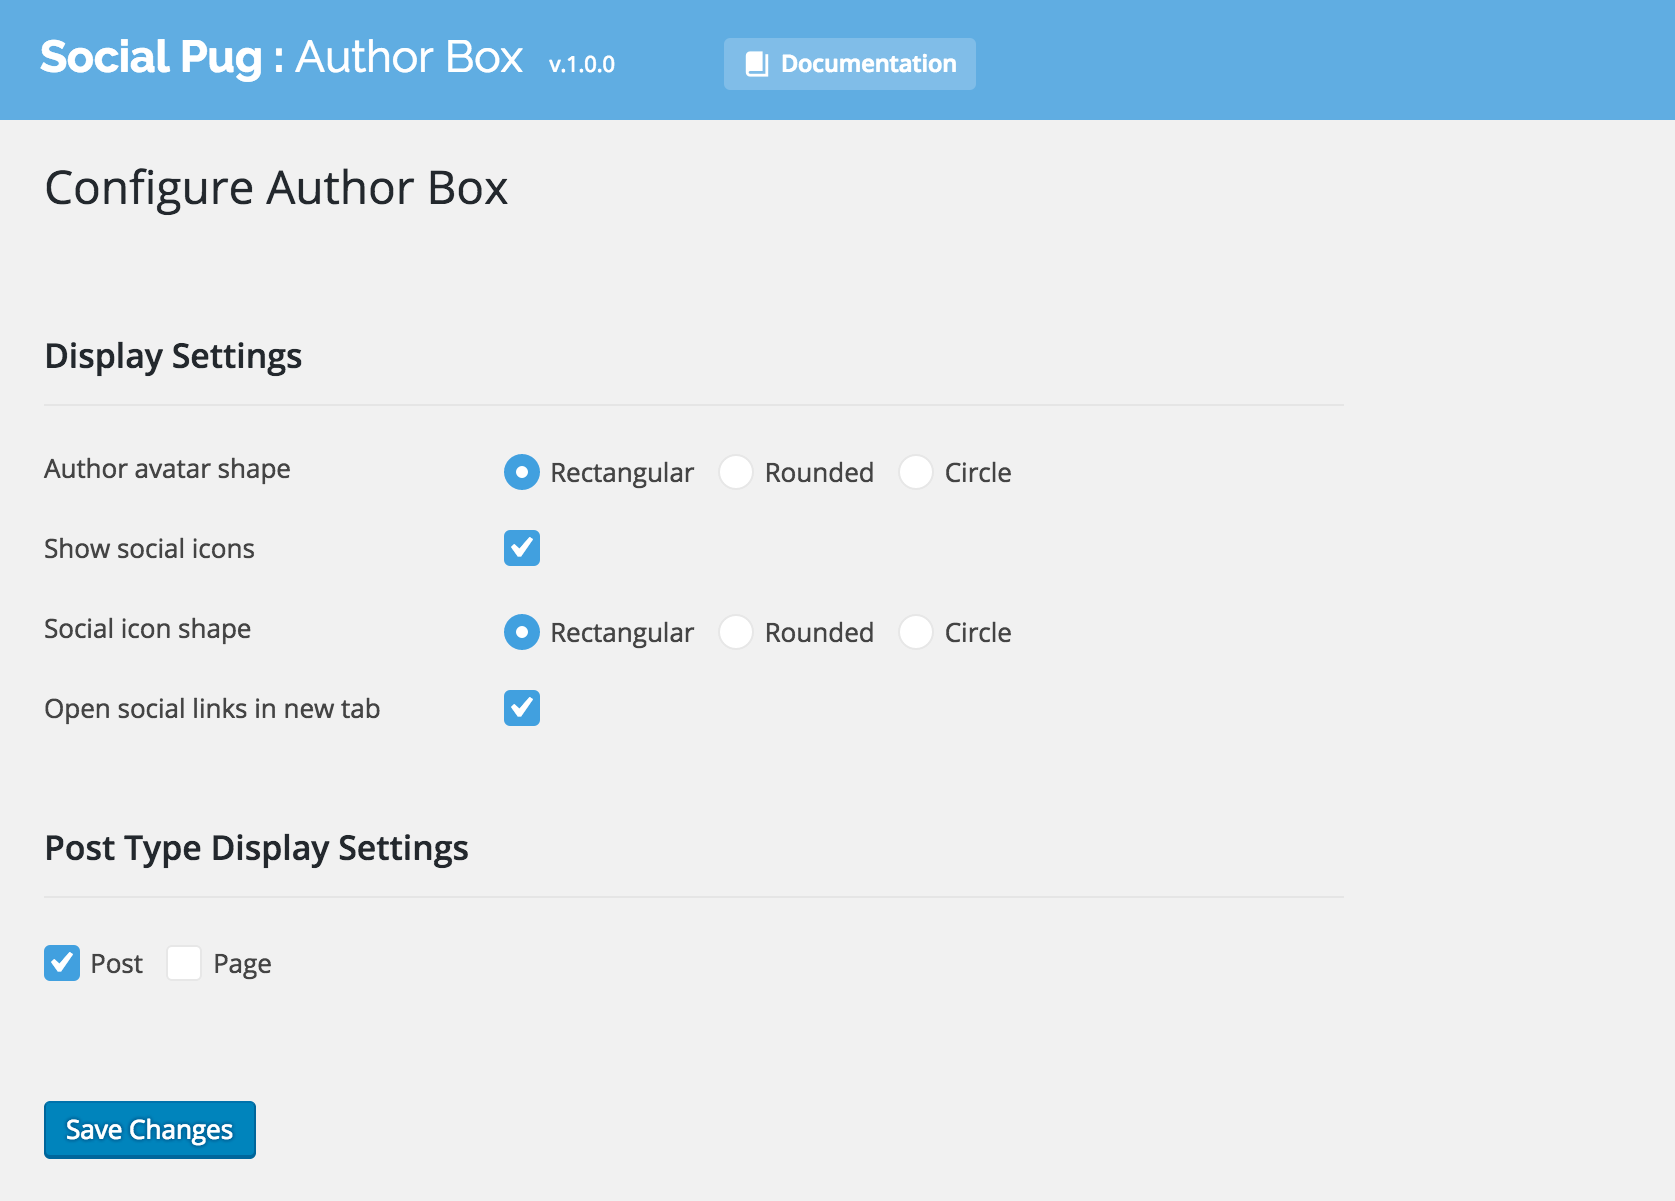 Social Pug : Author Box v.1.0.0 Documentation
Configure Author Box
Display Settings
Author avatar shape Rectangular Rounded Circle
Show social icons
Social icon shape Rectangular Rounded Circle
Open social links in new tab
Post Type Display Settings
Post Page
Save Changes